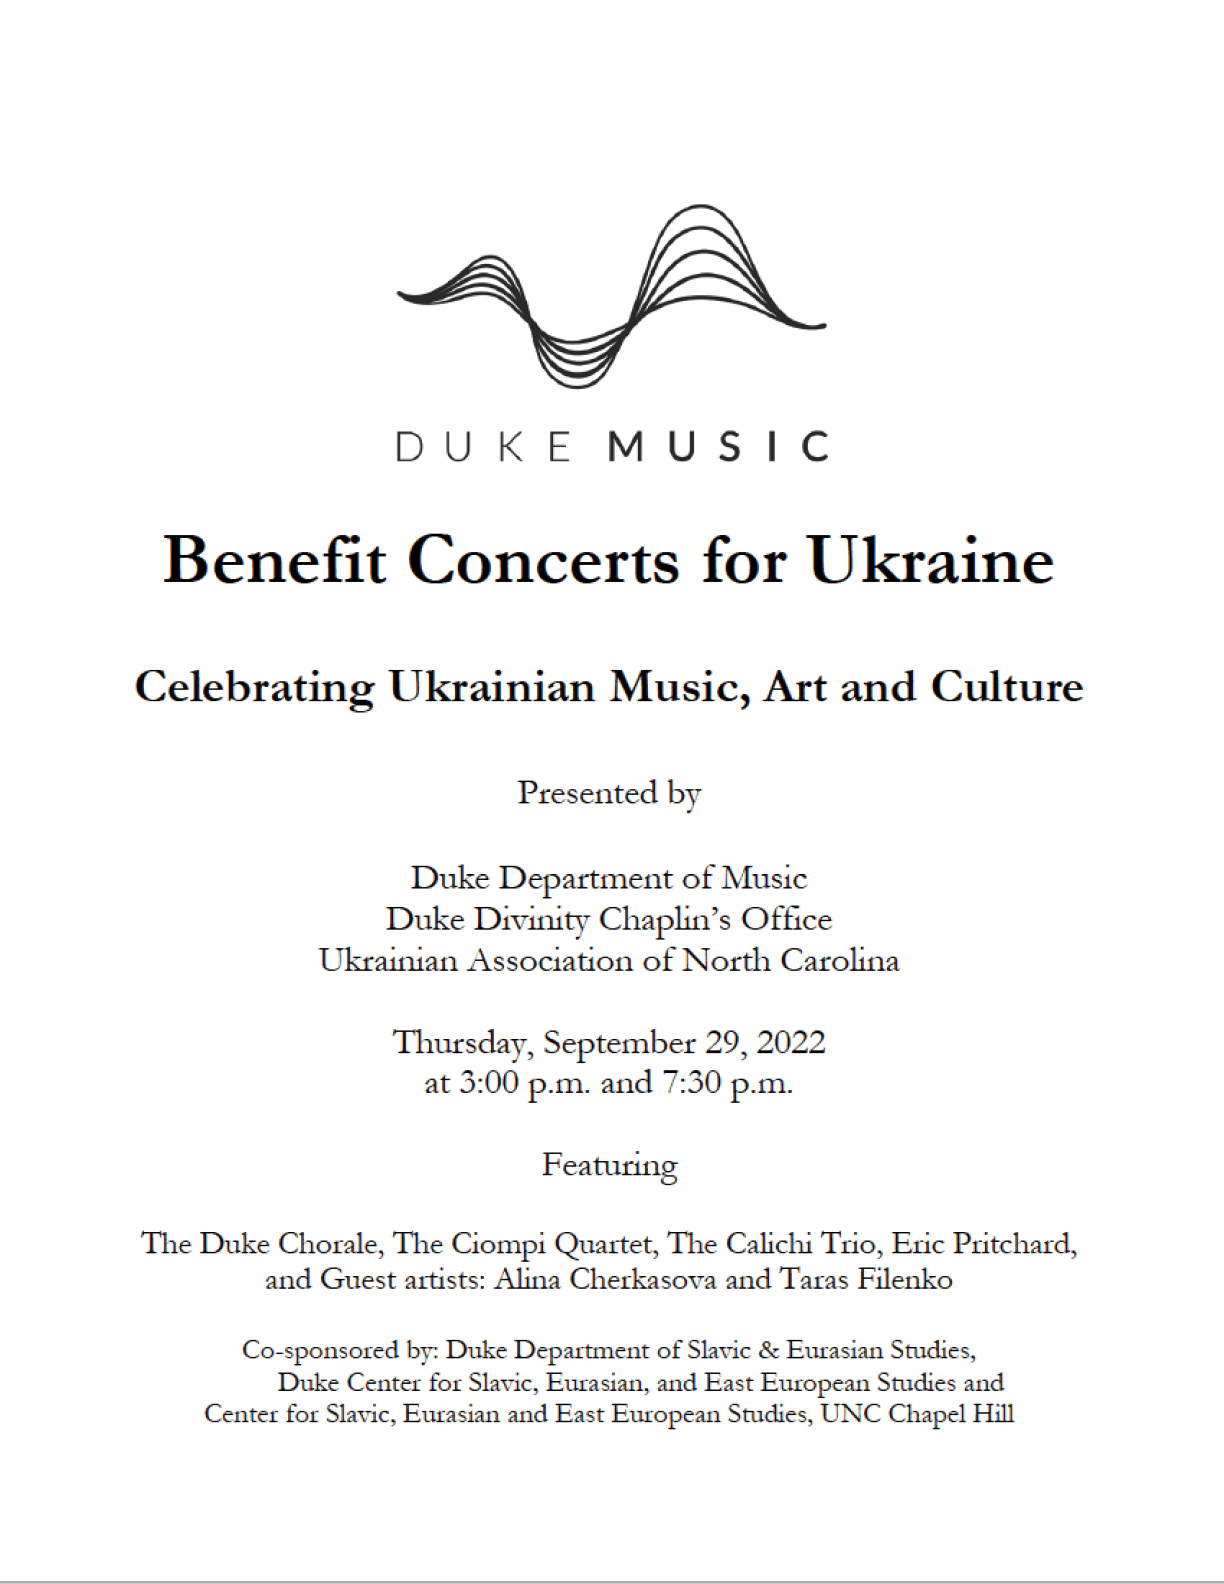 DUKE MUSIC
Benefit Concerts for Ukraine
Celebrating Ukrainian Music, Art and Culture
Presented by
Duke Department of Music
Duke Divinity Chaplin’s Office
Ukrainian Association of North Carolina
Thursday, September 29, 2022
at 3:00 p.m. and 7:30 p.m.
Featuring
The Duke Chorale, The Ciompi Quartet, The Calichi Trio, Eric Pritchard,
and Guest artists: Alina Cherkasova and Taras Filenko
Co-sponsored by: Duke Department of Slavic & Eurasian Studies,
Duke Center for Slavic, Eurasian, and East European Studies and
Center for Slavic, Eurasian and East European Studies, UNC Chapel Hill